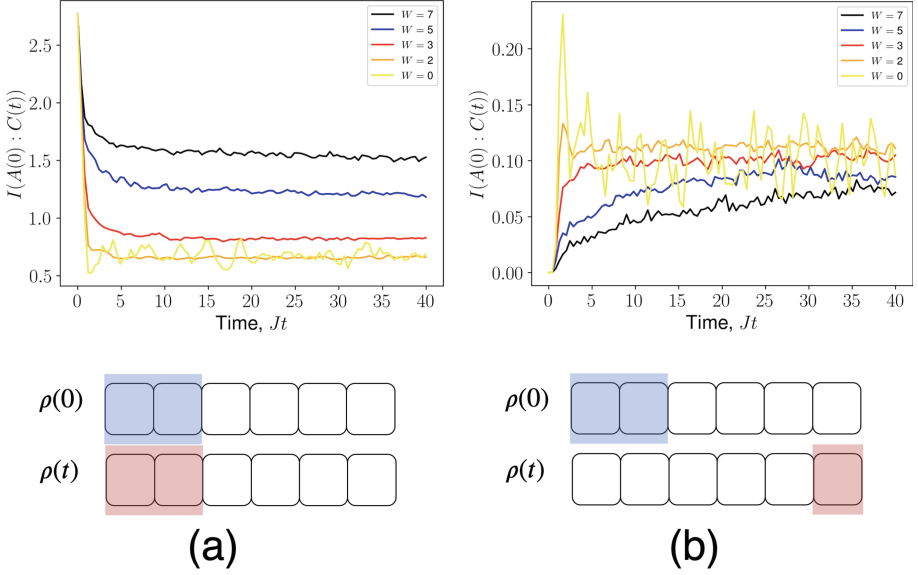 I(A(0) : C(t))
2.5
2.0
1.5
1.0
0.5
0
5
10
15
20
25
30
35
40
Time, Jt
W = 7
W = 5
W = 3
W = 2
W = 0
I(A(0) : C(t))
0.20
0.15
0.10
0.05
0.00
0
5
10
15
20
25
30
35
40
Time, Jt
W = 7
W = 5
W = 3
W = 2
W = 0
ρ(0)
ρ(t)
(a)
ρ(0)
ρ(t)
(b)